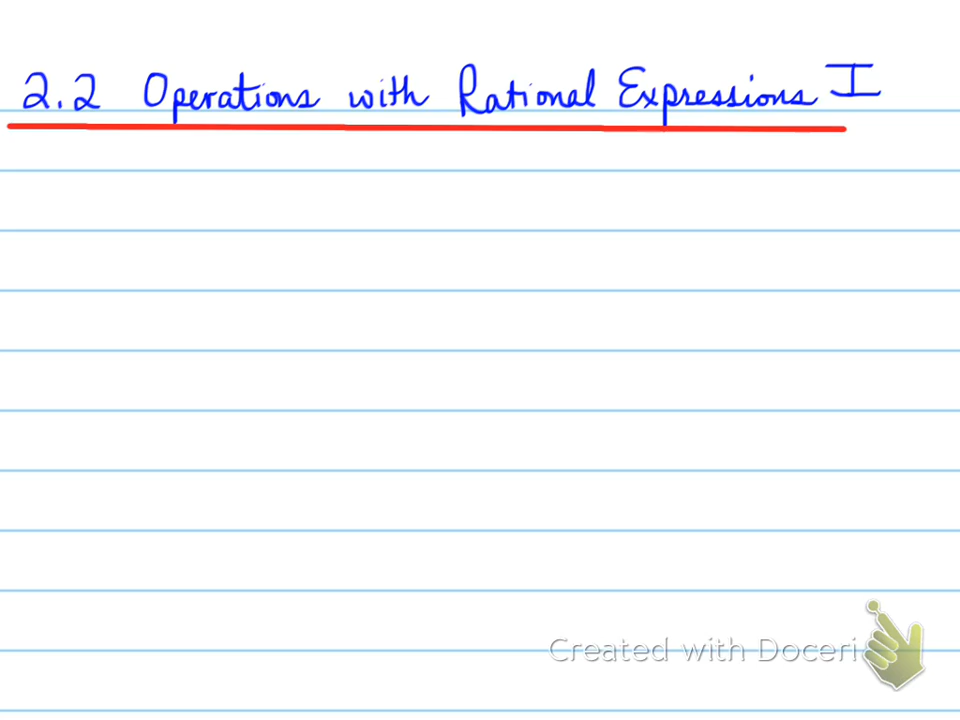 2.2 Operations with Rational Expressions I
Created with Doceri